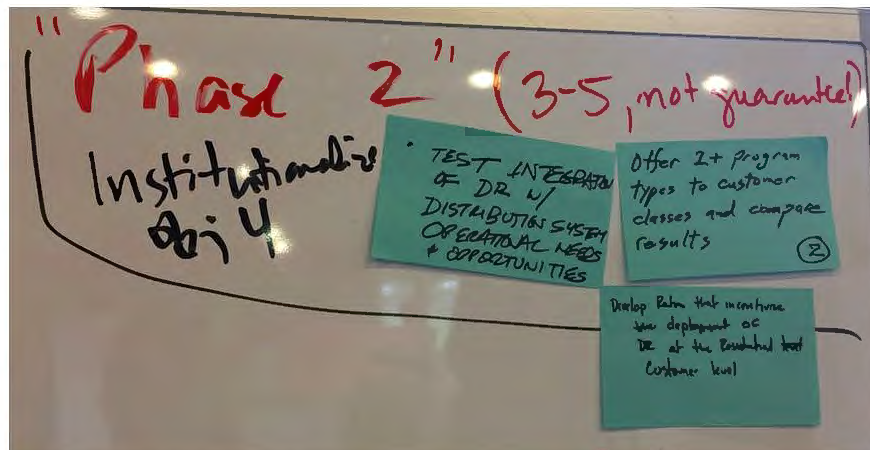 "Phase 2" (3-5, not guarantee!)
Institutionalize
Obj 4
• TEST INTEGRATION
OF DR w/
DISTRIBUTION SYSTEM
OPERATIONAL NEEDS
& OPPORTUNITIES
Offer 2+ program
types to customer
classes and compare
results
2
Develop Rates that incentivize
the deployment of
DR at the Residential
Customer level